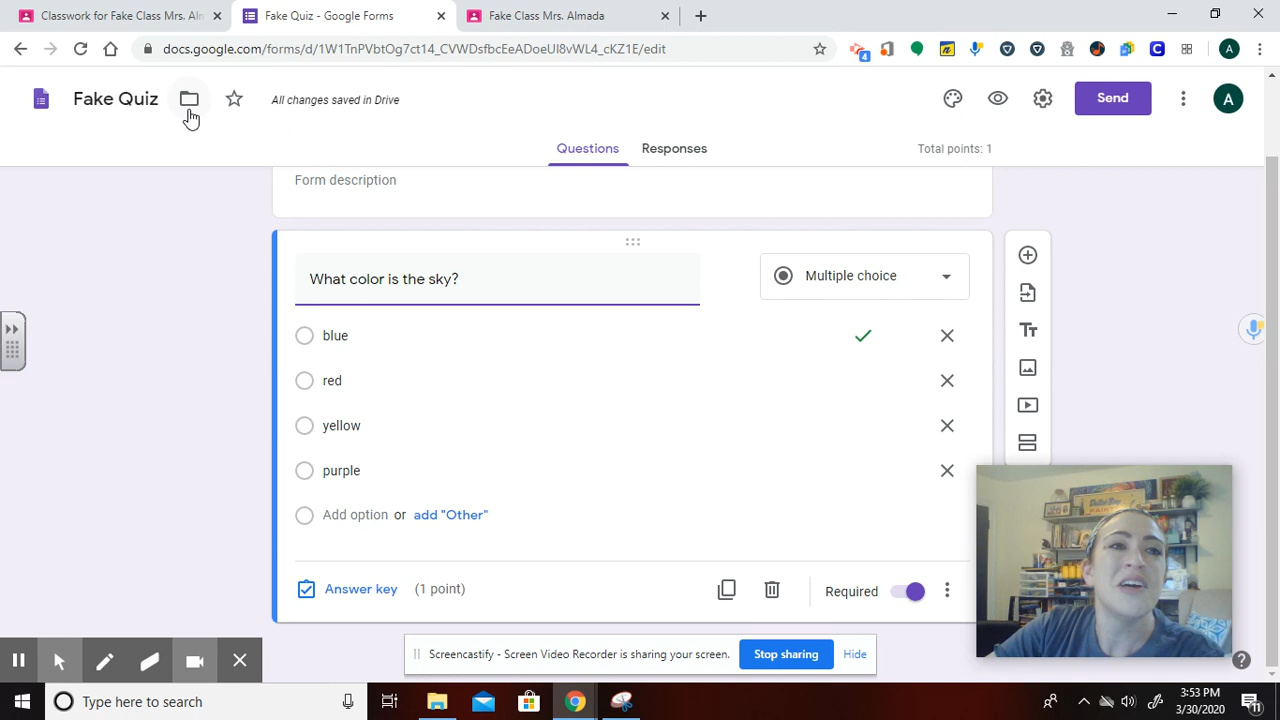 Classwork for Fake Class Mrs. Alm
Fake Quiz - Google Forms
Fake Class Mrs. Almada
docs.google.com/forms/d/1W1TnPVbtOg7ct14_CVWDsfbcEeADoeUI8vWL4_cKZ1E/edit
4
A
Fake Quiz
All changes saved in Drive
Send
A
Questions
Responses
Total points: 1
Form description
What color is the sky?
Multiple choice
blue
red
yellow
Tt
purple
Add option or add "Other"
Answer key
(1 point)
Required
Screencastify - Screen Video Recorder is sharing your screen.
Stop sharing
Hide
Type here to search
3:53 PM
3/30/2020
11